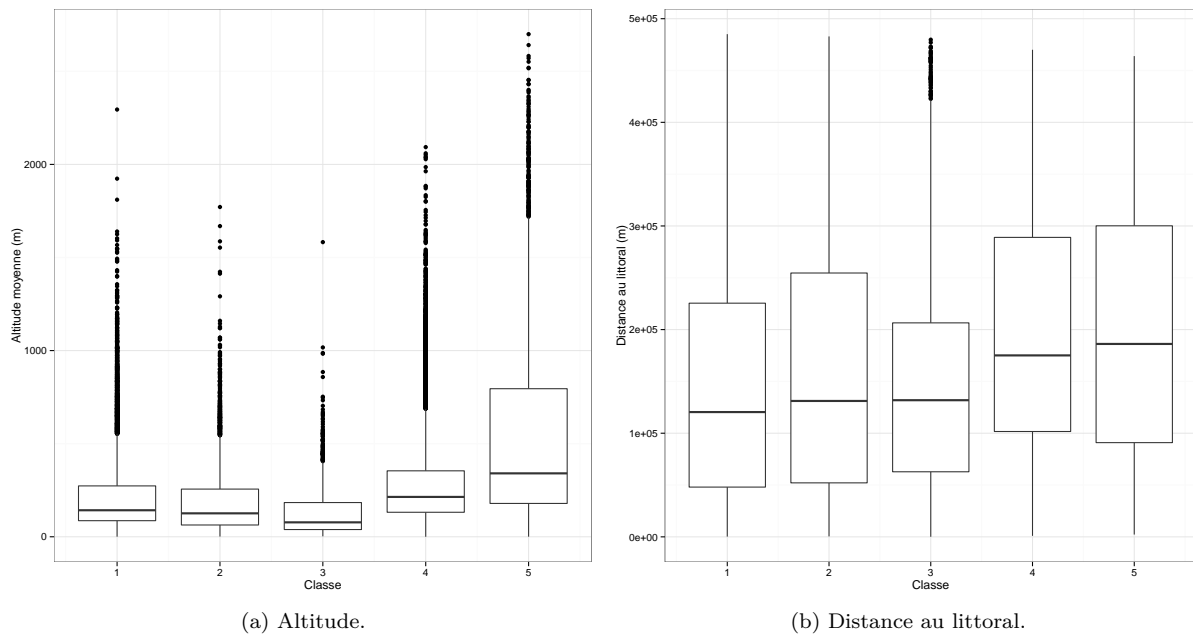 2000
1000
0
Altitude moyenne (m)
1
2
3
4
5
Classe
(a) Altitude.
5e+05
4e+05
3e+05
2e+05
1e+05
0e+00
Distance au littoral (m)
1
2
3
4
5
Classe
(b) Distance au littoral.